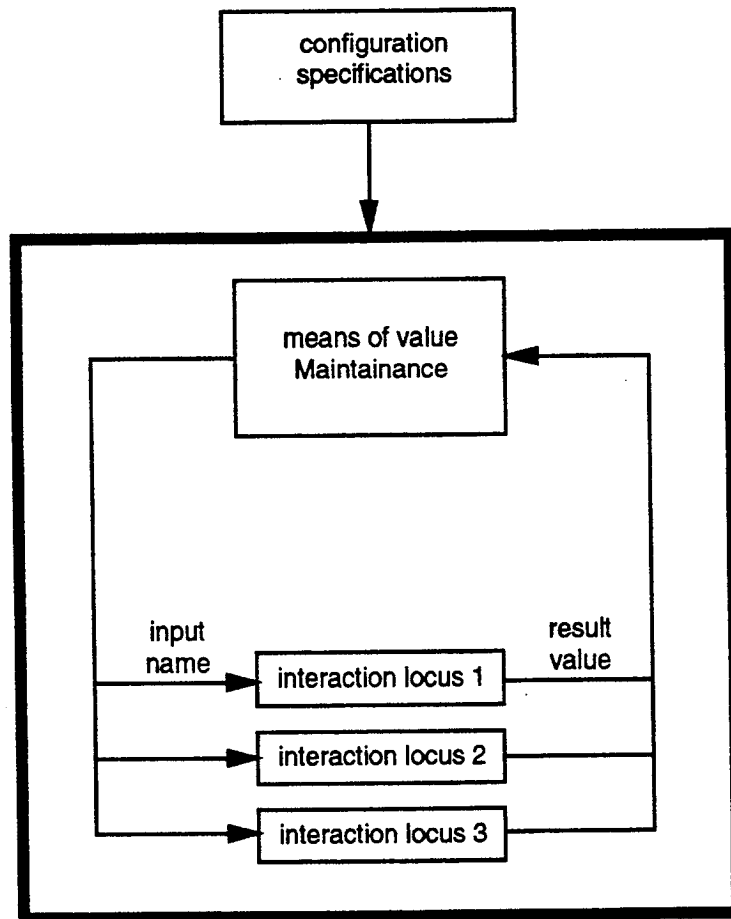 configuration
specifications
means of value
Maintainance
input
name
result
value
interaction locus 1
interaction locus 2
interaction locus 3